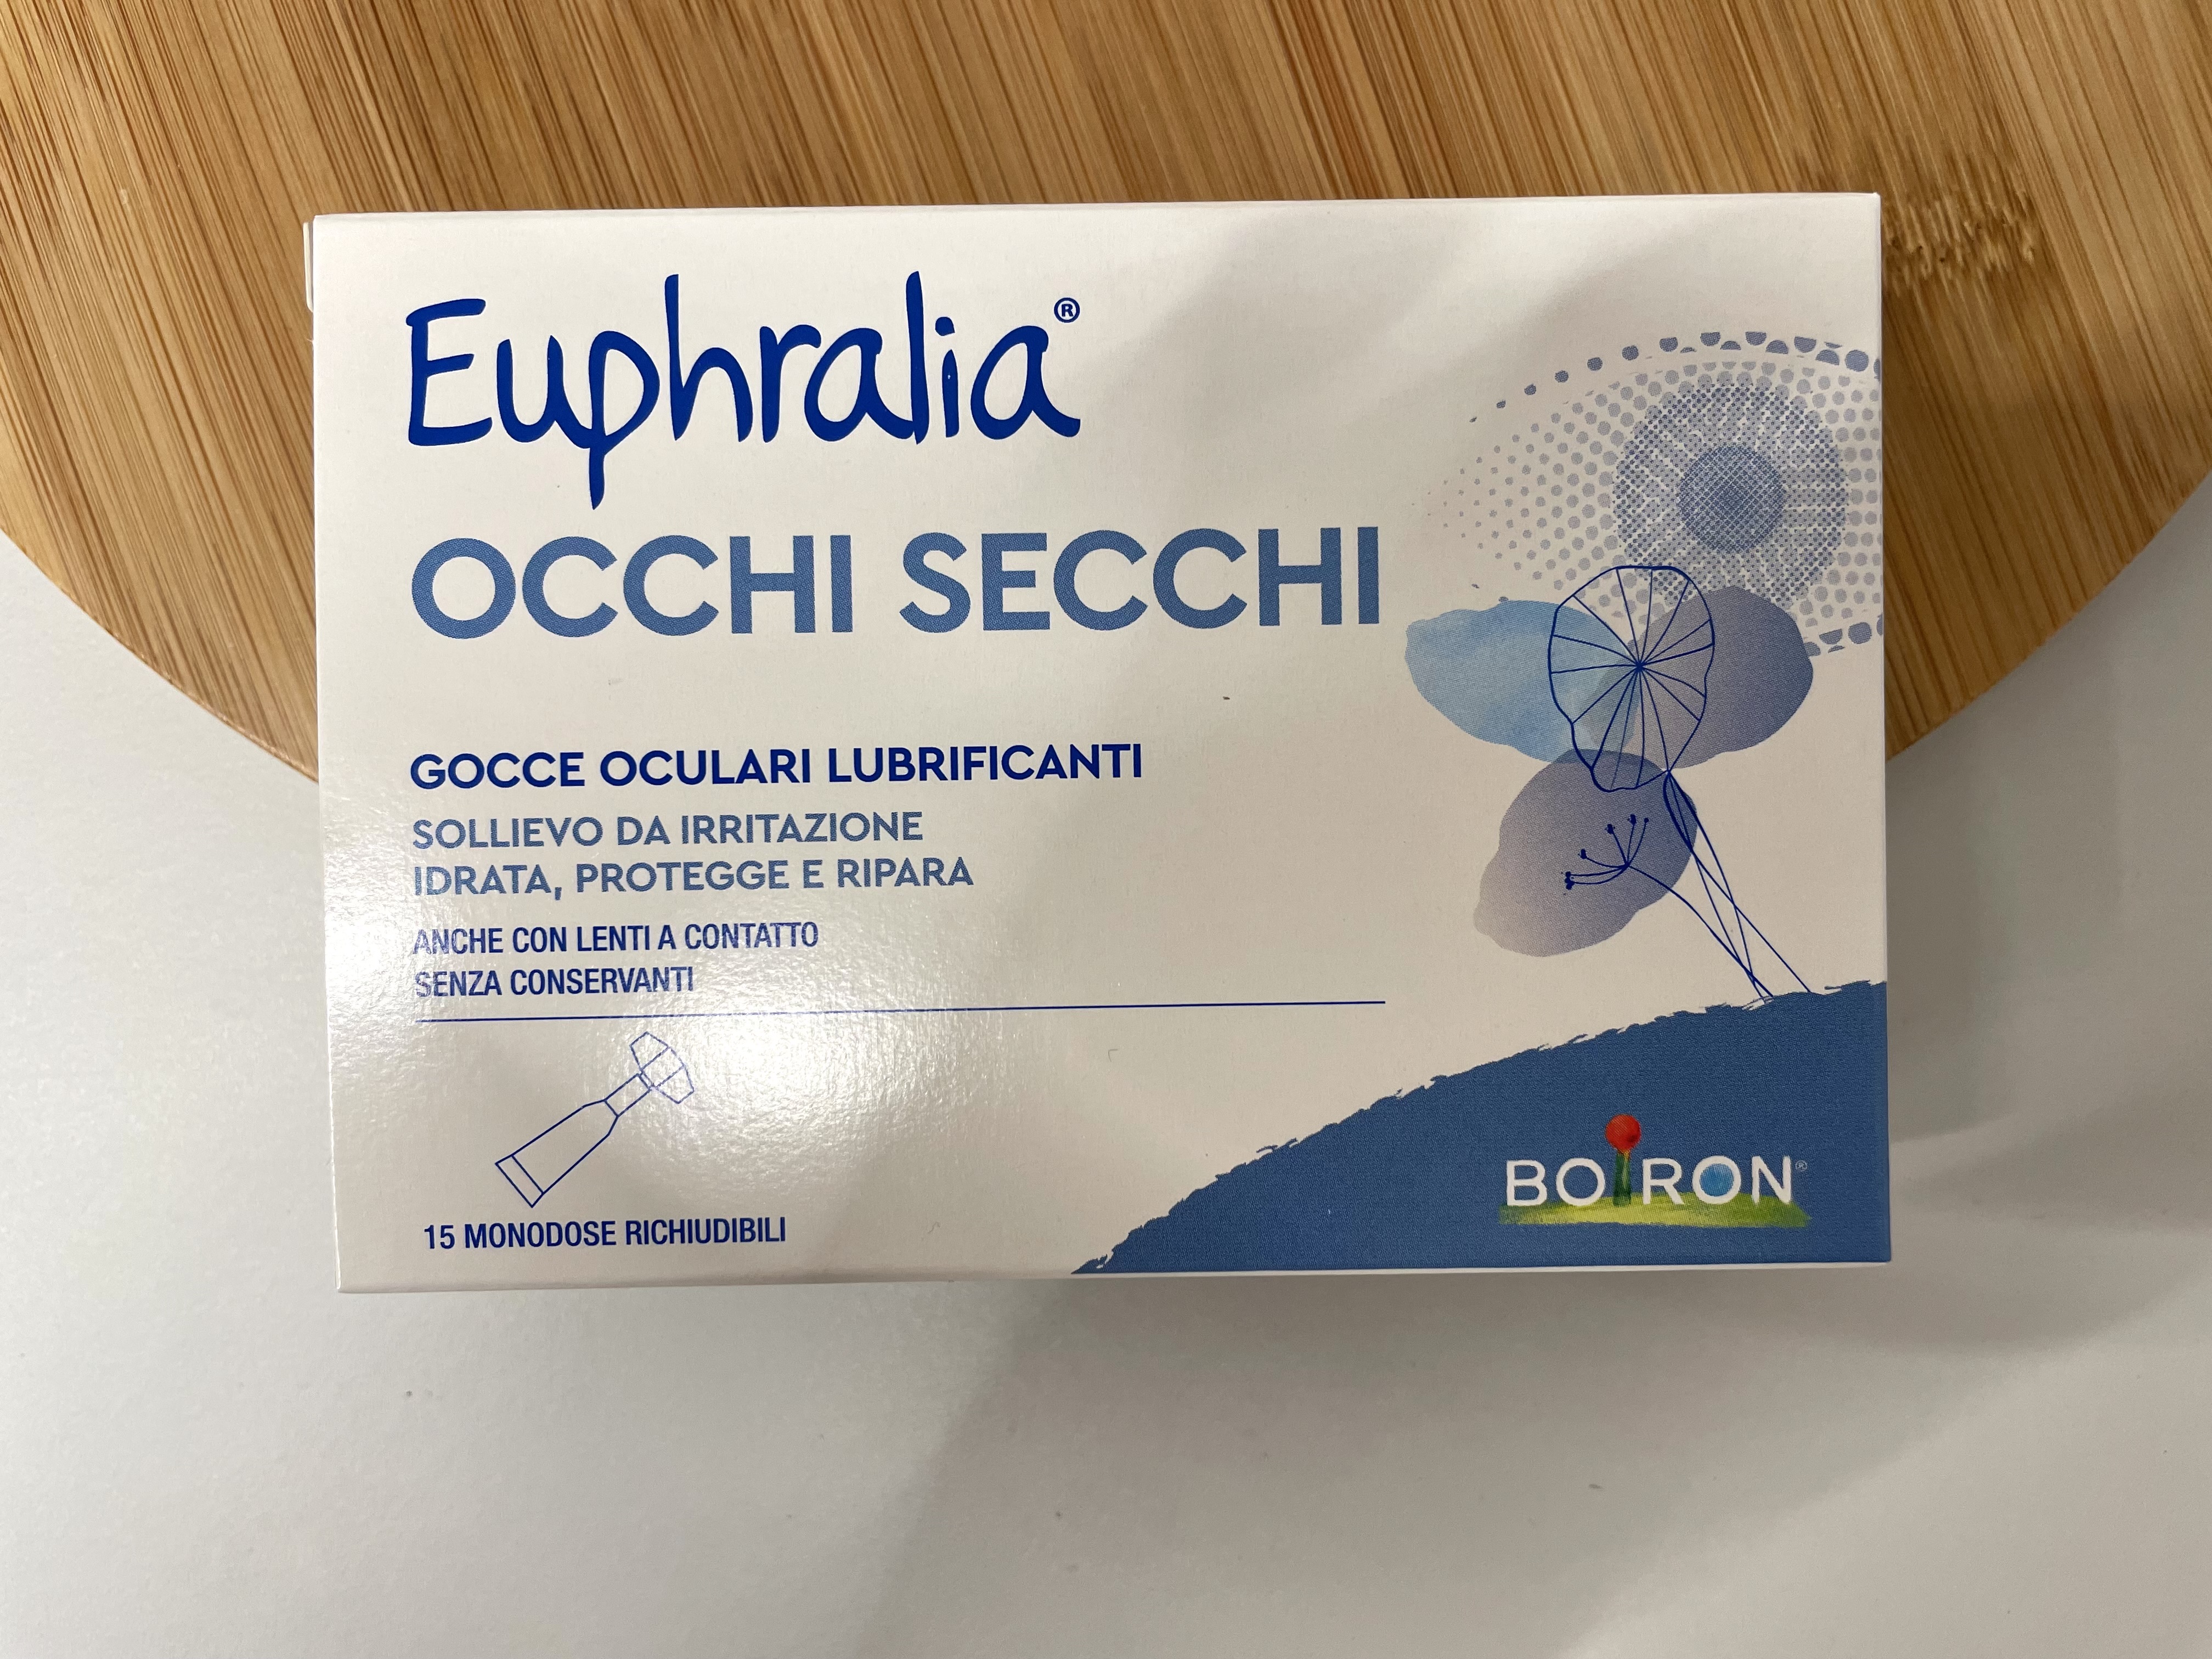 Euphralia®
OCCHI SECCHI
GOCCE OCULARI LUBRIFICANTI
SOLLIEVO DA IRRITAZIONE
IDRATA, PROTEGGE E RIPARA
ANCHE CON LENTI A CONTATTO
SENZA CONSERVANTI
15 MONODOSE RICHIUDIBILI
BOIRON®